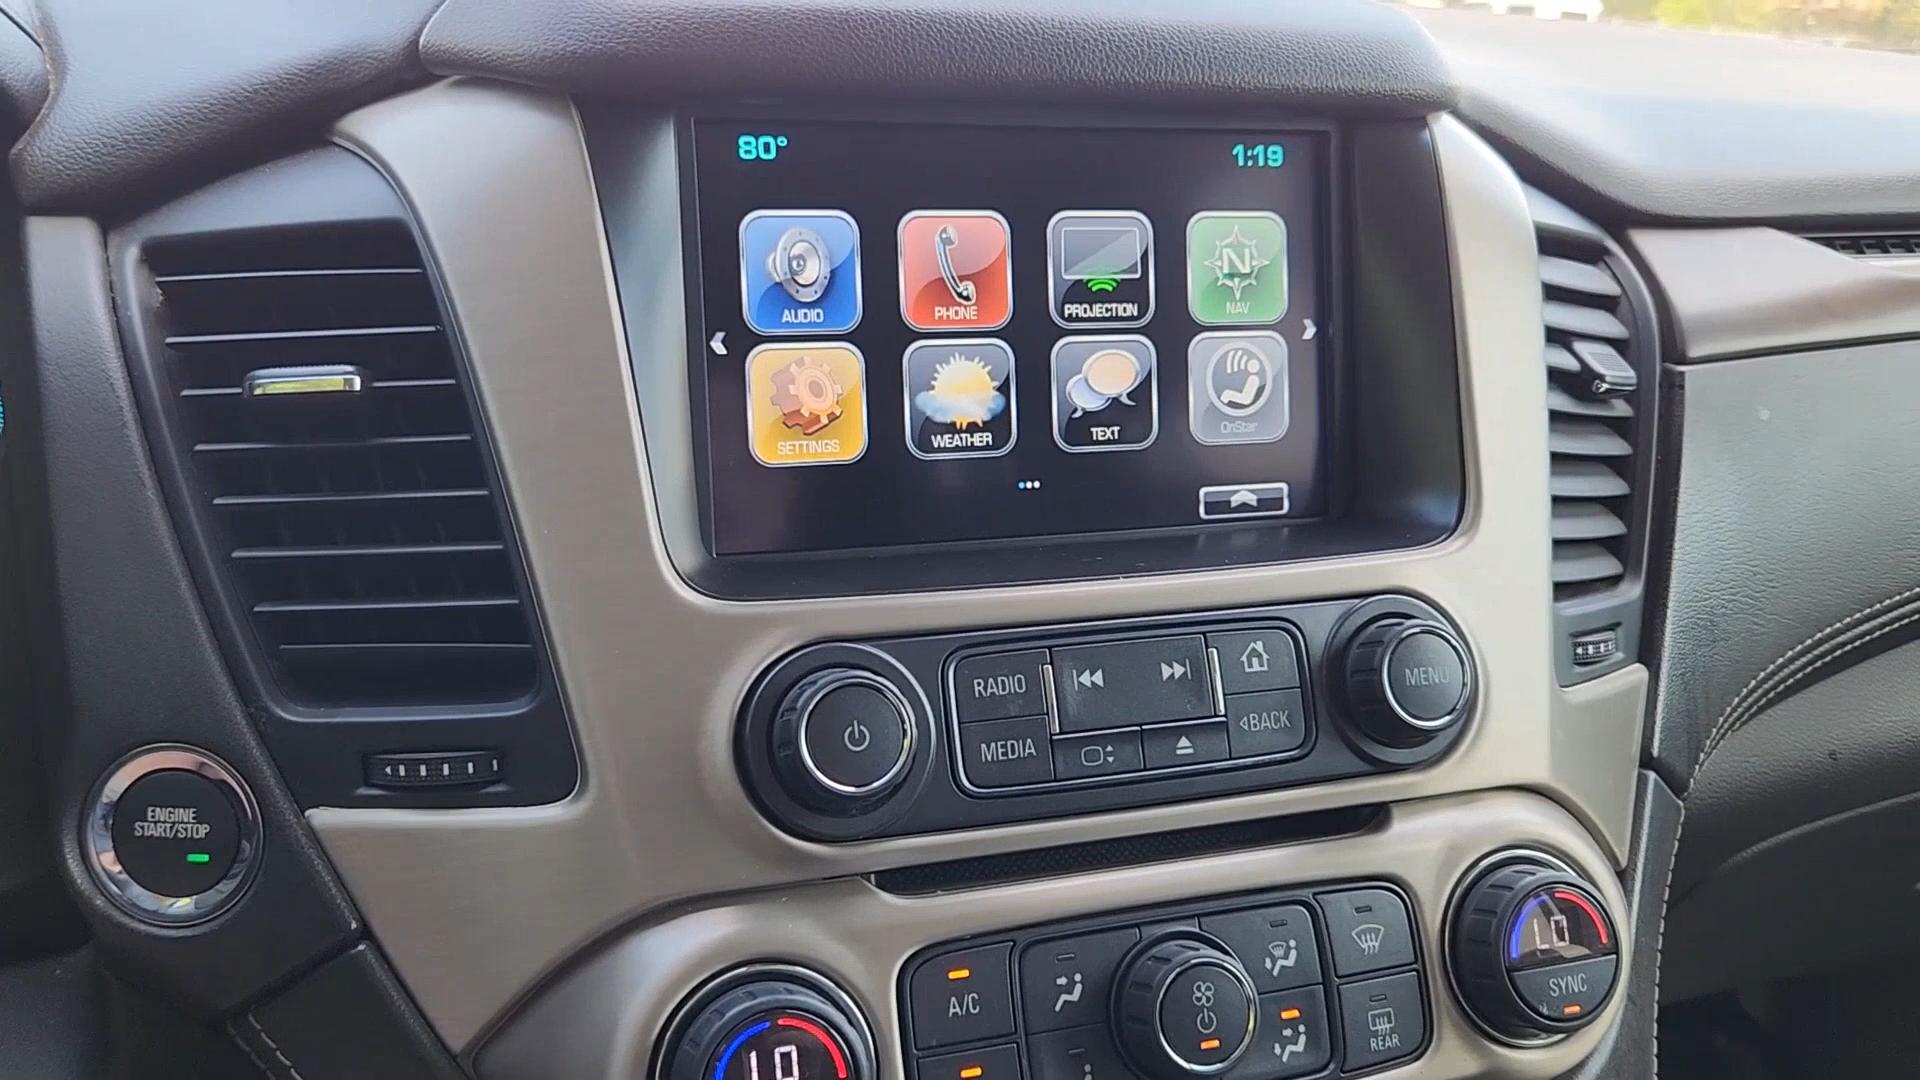 80°
1:19
AUDIO
PHONE
PROJECTION
N
NAV
SETTINGS
WEATHER
TEXT
OnStar
RADIO
MEDIA
BACK
MENU
ENGINE
START/STOP
A/C
REAR
LO
SYNC
LO